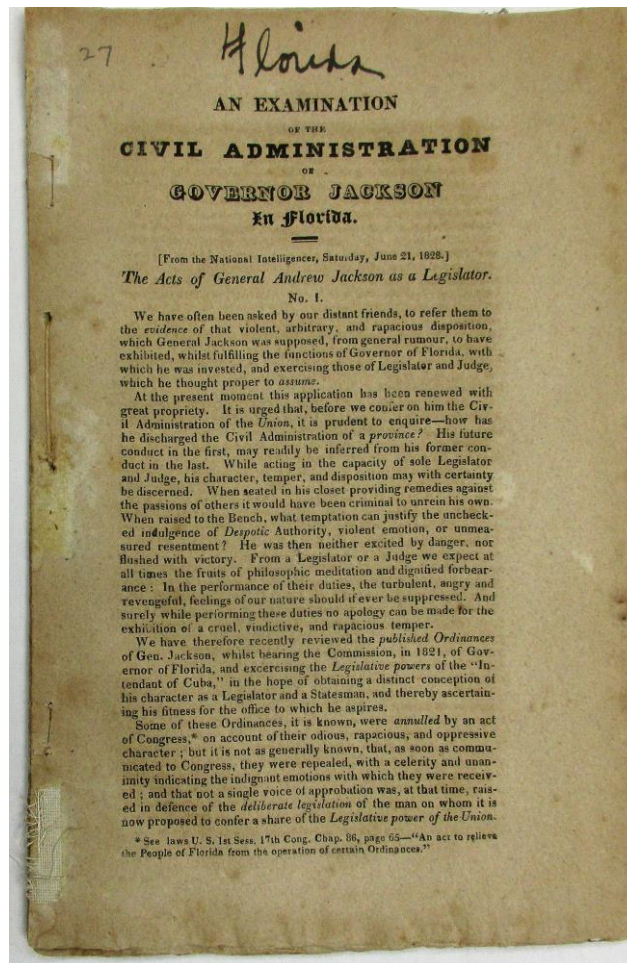 27
Florida
AN EXAMINATION
OF THE
CIVIL ADMINISTRATION
OF
GOVERNOR JACKSON
In Florida.
[From the National Intelligencer, Saturday, June 21, 1828.]
The Acts of General Andrew Jackson as a Legislator.
No. I.
We have often been asked by our distant friends, to refer them to
the evidence of that violent, arbitrary, and rapacious disposition,
which General Jackson was supposed, from general rumour, to have
exhibited, whilst fulfilling the functions of Governor of Florida, with
which he was invested, and exercising those of Legislator and Judge,
which he thought proper to assume.
At the present moment this application has been renewed with
great propriety. It is urged that, before we confer on him the Civ-
il Administration of the Union, it is prudent to enquire—how has
he discharged the Civil Administration of a province? His future
conduct in the first, may readily be inferred from his former con-
duct in the last. While acting in the capacity of sole Legislator
and Judge, his character, temper, and disposition may with certainty
be discerned. When seated in his closet providing remedies against
the passions of others it would have been criminal to unrein his own.
When raised to the Bench, what temptation can justify the uncheck-
ed indulgence of Despotic Authority, violent emotion, or unmea-
sured resentment? He was then neither excited by danger, nor
flushed with victory. From a Legislator or a Judge we expect at
all times the fruits of philosophic meditation and dignified forbear-
ance: In the performance of their duties, the turbulent, angry and
revengeful, feelings of our nature should if ever be suppressed. And
surely while performing these duties no apology can be made for the
exhibition of a cruel, vindictive, and rapacious temper.
We have therefore recently reviewed the published Ordinances
of Gen. Jackson, whilst bearing the Commission, in 1821, of Gov-
ernor of Florida, and excercising the Legislative powers of the "In-
tendant of Cuba," in the hope of obtaining a distinct conception of
his character as a Legislator and a Statesman, and thereby ascertain-
ing his fitness for the office to which he aspires.
Some of these Ordinances, it is known, were annulled by an act
of Congress,* on account of their odious, rapacious, and oppressive
character; but it is not as generally known, that, as soon as commu-
nicated to Congress, they were repealed, with a celerity and unan-
imity indicating the indignant emotions with which they were receiv-
ed; and that not a single voice of approbation was, at that time, rais-
ed in defence of the deliberate legislation of the man on whom it is
now proposed to confer a share of the Legislative power of the Union.
* See laws U. S. 1st Sess. 17th Cong. Chap. 86, page 65—"An act to relieve
the People of Florida from the operation of certain Ordinances."